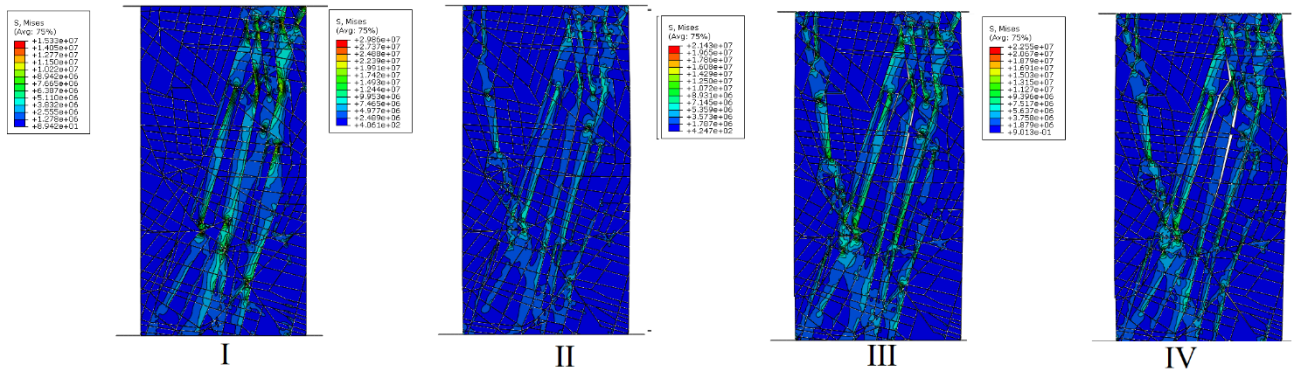 S, Mises
(Avg: 75%)
+1.533e+07
+1.405e+07
+1.277e+07
+1.150e+07
+1.022e+07
+8.942e+06
+7.665e+06
+6.387e+06
+5.110e+06
+3.832e+06
+2.555e+06
+1.278e+06
+8.942e+01
S, Mises
(Avg: 75%)
+2.986e+07
+2.737e+07
+2.488e+07
+2.239e+07
+1.991e+07
+1.742e+07
+1.493e+07
+1.244e+07
+9.953e+06
+7.465e+06
+4.977e+06
+2.489e+06
+4.061e+02
S, Mises
(Avg: 75%)
+2.143e+07
+1.965e+07
+1.786e+07
+1.608e+07
+1.429e+07
+1.250e+07
+1.072e+07
+8.931e+06
+7.145e+06
+5.359e+06
+3.573e+06
+1.787e+06
+4.247e+02
S, Mises
(Avg: 75%)
+2.255e+07
+2.067e+07
+1.879e+07
+1.691e+07
+1.503e+07
+1.315e+07
+1.127e+07
+9.396e+06
+7.517e+06
+5.637e+06
+3.758e+06
+1.879e+06
+9.013e-01
I
II
III
IV